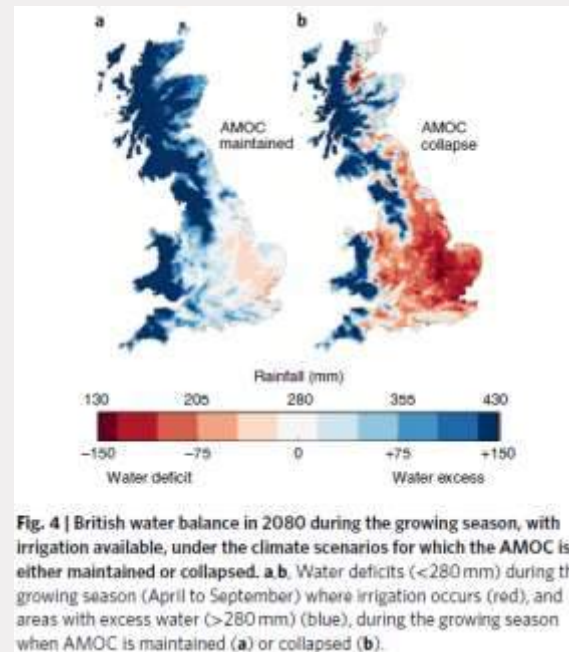 a
b
AMOC
maintained
AMOC
collapse
Rainfall (mm)
130 205 280 355 430
−150 −75 0 +75 +150
Water deficit Water excess
Fig. 4 | British water balance in 2080 during the growing season, with
irrigation available, under the climate scenarios for which the AMOC is
either maintained or collapsed. a,b, Water deficits (<280 mm) during th
growing season (April to September) where irrigation occurs (red), and
areas with excess water (>280 mm) (blue), during the growing season
when AMOC is maintained (a) or collapsed (b).